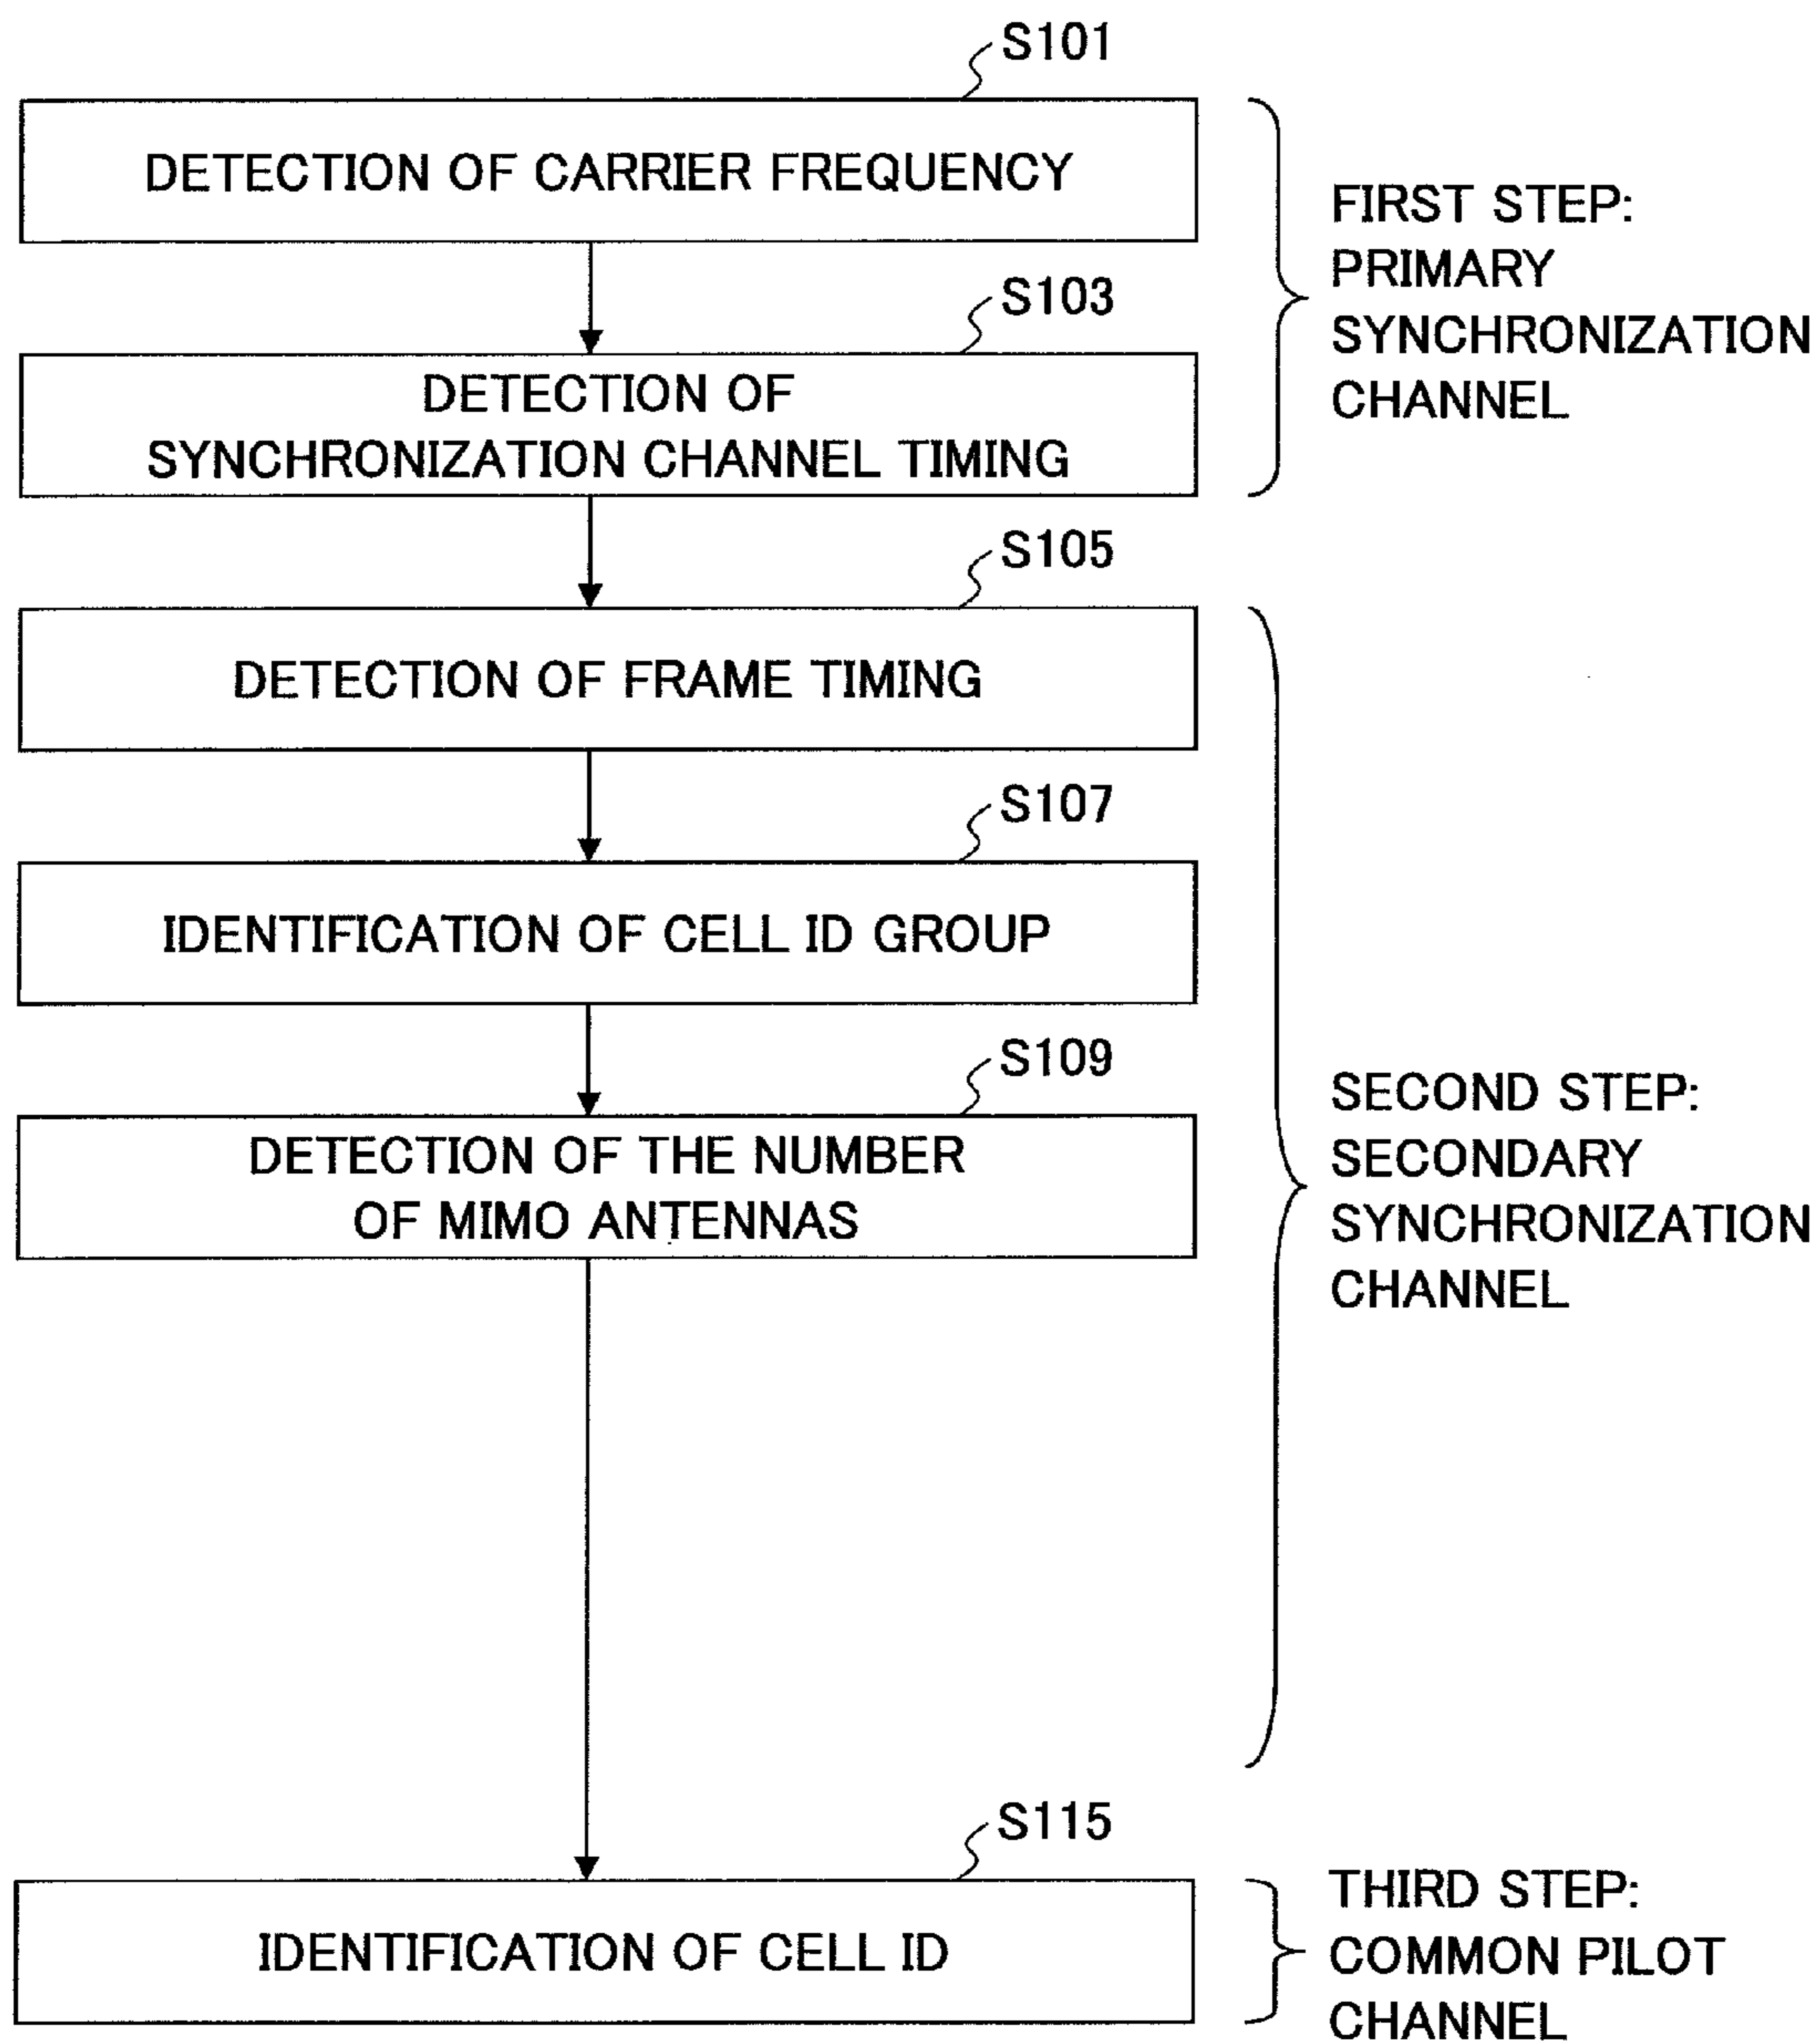 S101
DETECTION OF CARRIER FREQUENCY
FIRST STEP:
PRIMARY
SYNCHRONIZATION
CHANNEL
S103
DETECTION OF
SYNCHRONIZATION CHANNEL TIMING
S105
DETECTION OF FRAME TIMING
S107
IDENTIFICATION OF CELL ID GROUP
S109
DETECTION OF THE NUMBER
OF MIMO ANTENNAS
SECOND STEP:
SECONDARY
SYNCHRONIZATION
CHANNEL
S115
IDENTIFICATION OF CELL ID
THIRD STEP:
COMMON PILOT
CHANNEL